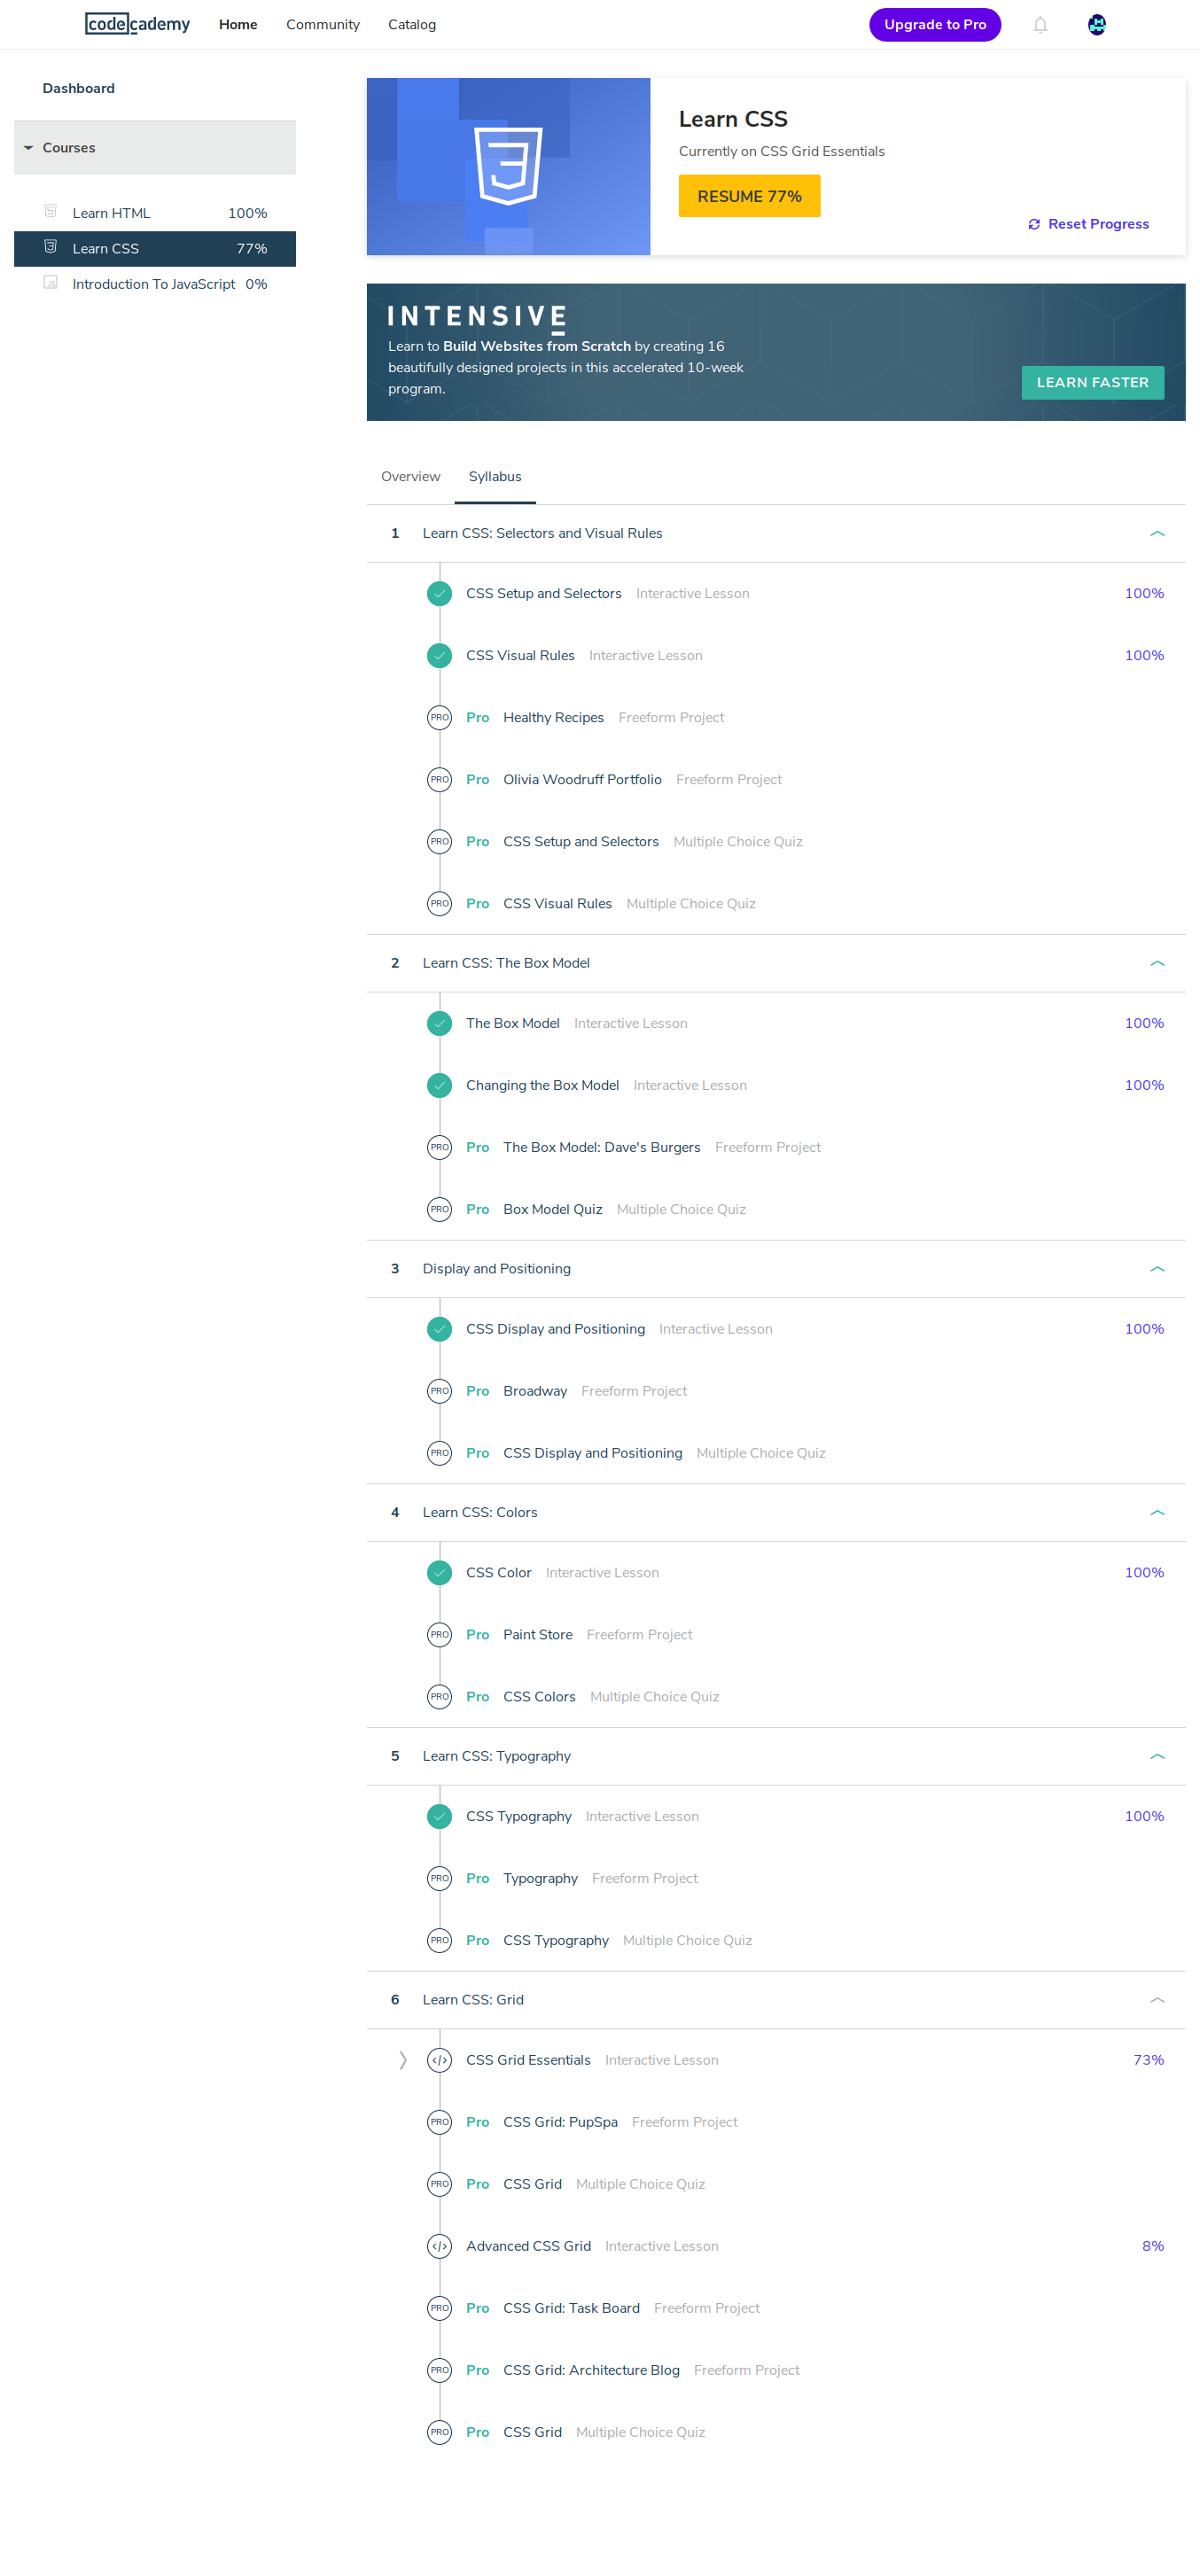 codecademy Home Community Catalog Upgrade to Pro
Dashboard
Courses
Learn HTML 100%
Learn CSS 77%
Introduction To JavaScript 0%
Learn CSS
Currently on CSS Grid Essentials
RESUME 77%
Reset Progress
INTENSIVE
Learn to Build Websites from Scratch by creating 16
beautifully designed projects in this accelerated 10-week
program.
LEARN FASTER
Overview Syllabus
1 Learn CSS: Selectors and Visual Rules
CSS Setup and Selectors Interactive Lesson 100%
CSS Visual Rules Interactive Lesson 100%
PRO Pro Healthy Recipes Freeform Project
PRO Pro Olivia Woodruff Portfolio Freeform Project
PRO Pro CSS Setup and Selectors Multiple Choice Quiz
PRO Pro CSS Visual Rules Multiple Choice Quiz
2 Learn CSS: The Box Model
The Box Model Interactive Lesson 100%
Changing the Box Model Interactive Lesson 100%
PRO Pro The Box Model: Dave's Burgers Freeform Project
PRO Pro Box Model Quiz Multiple Choice Quiz
3 Display and Positioning
CSS Display and Positioning Interactive Lesson 100%
PRO Pro Broadway Freeform Project
PRO Pro CSS Display and Positioning Multiple Choice Quiz
4 Learn CSS: Colors
CSS Color Interactive Lesson 100%
PRO Pro Paint Store Freeform Project
PRO Pro CSS Colors Multiple Choice Quiz
5 Learn CSS: Typography
CSS Typography Interactive Lesson 100%
PRO Pro Typography Freeform Project
PRO Pro CSS Typography Multiple Choice Quiz
6 Learn CSS: Grid
</> CSS Grid Essentials Interactive Lesson 73%
PRO Pro CSS Grid: PupSpa Freeform Project
PRO Pro CSS Grid Multiple Choice Quiz
</> Advanced CSS Grid Interactive Lesson 8%
PRO Pro CSS Grid: Task Board Freeform Project
PRO Pro CSS Grid: Architecture Blog Freeform Project
PRO Pro CSS Grid Multiple Choice Quiz